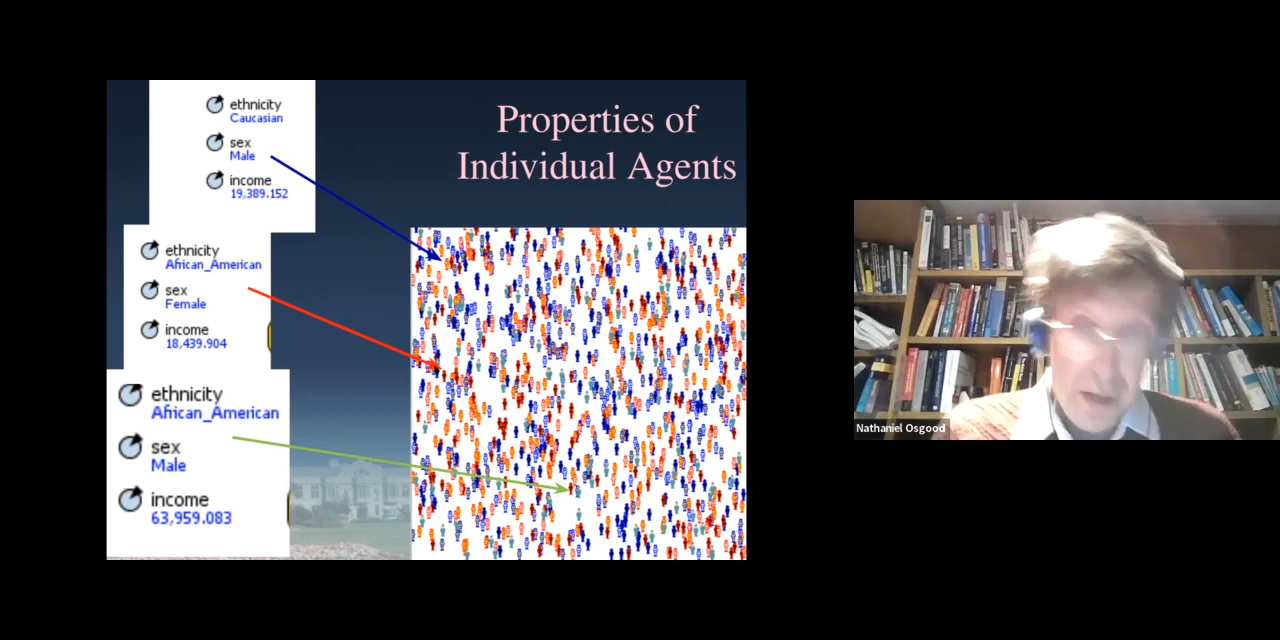 Properties of
Individual Agents
ethnicity
Caucasian
sex
Male
income
19,389.152
ethnicity
African_American
sex
Female
income
18,439.904
ethnicity
African_American
sex
Male
income
63,959.083
Nathaniel Osgood